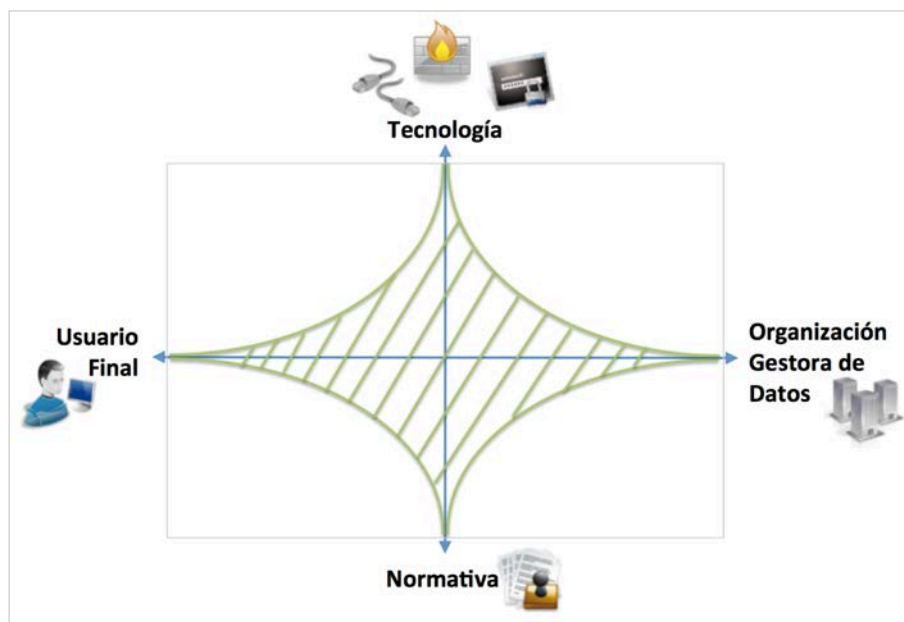 Tecnología
Usuario
Final
Organización
Gestora de
Datos
Normativa